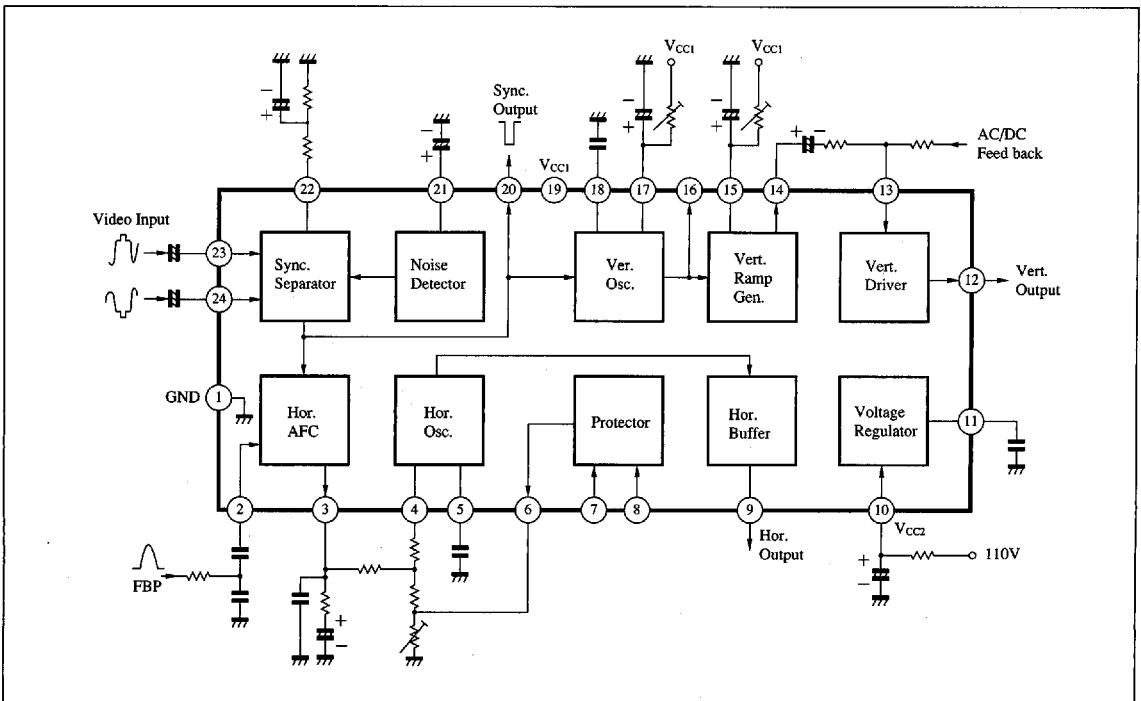 VCC1
VCC1
Sync.
Output
VCC1
AC/DC
Feed back
22
21
20
19
18
17
16
15
14
13
Video Input
23
24
Sync.
Separator
Noise
Detector
Ver.
Osc.
Vert.
Ramp
Gen.
Vert.
Driver
12
Vert.
Output
GND
1
Hor.
AFC
Hor.
Osc.
Protector
Hor.
Buffer
Voltage
Regulator
11
2
3
4
5
6
7
8
9
10
VCC2
FBP
Hor.
Output
110V
+
-
+
-
+
-
+
-
+
-
+
-
+
-